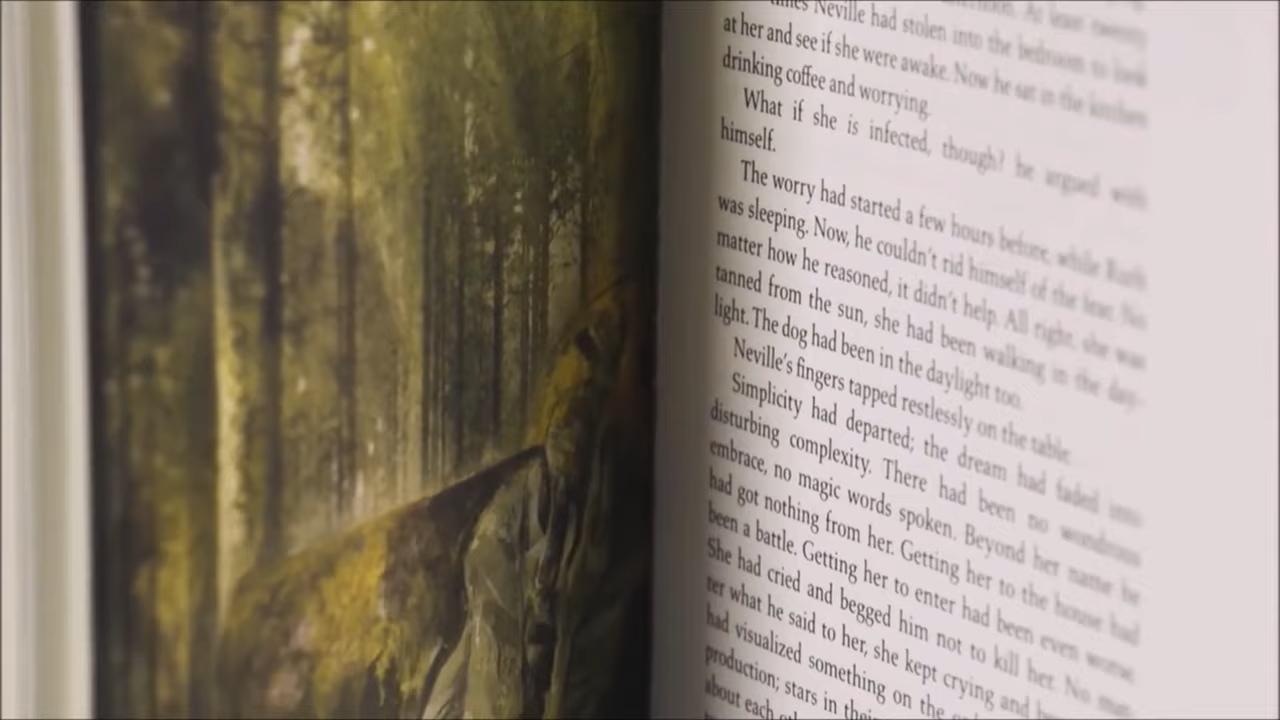 times Neville had stolen into the bedroom to look
at her and see if she were awake. Now he sat in the kitchen
drinking coffee and worrying.
What if she is infected, though? he argued with
himself.
The worry had started a few hours before, while Ruth
was sleeping. Now, he couldn't rid himself of the fear. No
matter how he reasoned, it didn't help. All right, she was
tanned from the sun, she had been walking in the day-
light. The dog had been in the daylight too.
Neville's fingers tapped restlessly on the table.
Simplicity had departed; the dream had faded into
disturbing complexity. There had been no wondrous
embrace, no magic words spoken. Beyond her name he
had got nothing from her. Getting her to the house had
been a battle. Getting her to enter had been even worse.
She had cried and begged him not to kill her. No mat-
ter what he said to her, she kept crying and
had visualized something on the
production; stars in their
about each